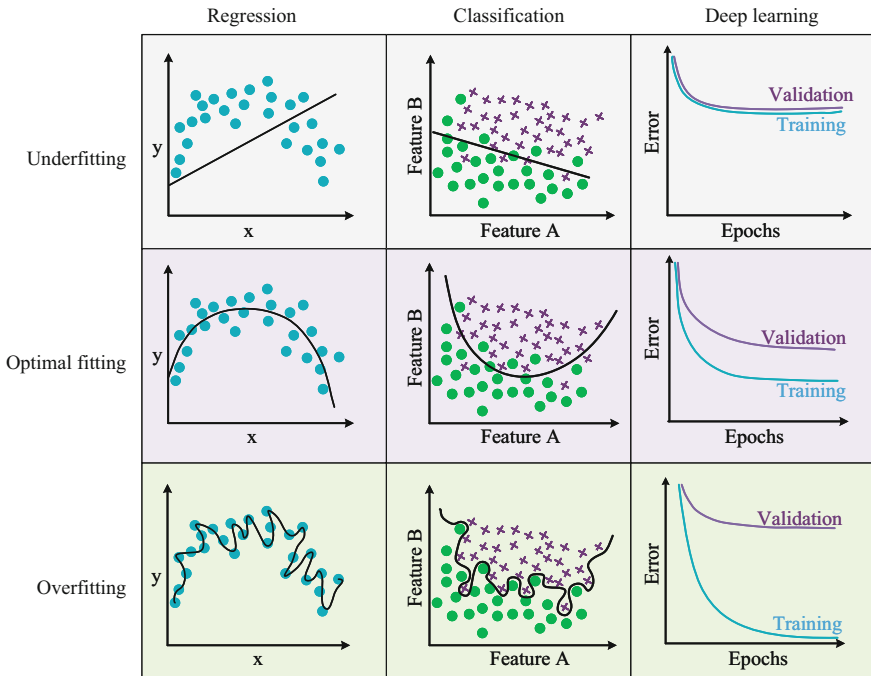 Regression Classification Deep learning
Underfitting
y
x
Feature B
Feature A
Error
Validation
Training
Epochs
Optimal fitting
y
x
Feature B
Feature A
Error
Validation
Training
Epochs
Overfitting
y
x
Feature B
Feature A
Error
Validation
Training
Epochs